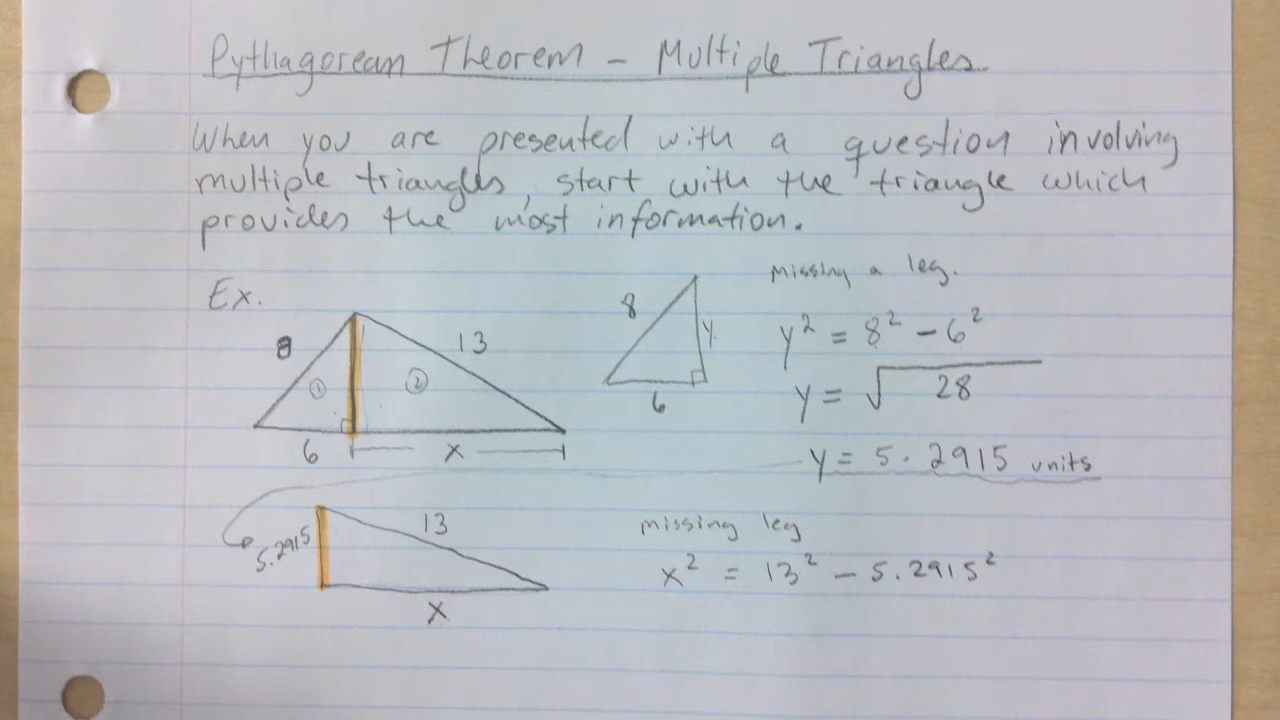 Pythagorean Theorem - Multiple Triangles
When you are presented with a question involving
multiple triangles, start with the triangle which
provides the most information.
Ex.
8
13
① ②
6 x
8
y
6
missing a leg.
y² = 8² - 6²
y = √28
y = 5.2915 units
5.2915
13
x
missing leg
x² = 13² - 5.2915²